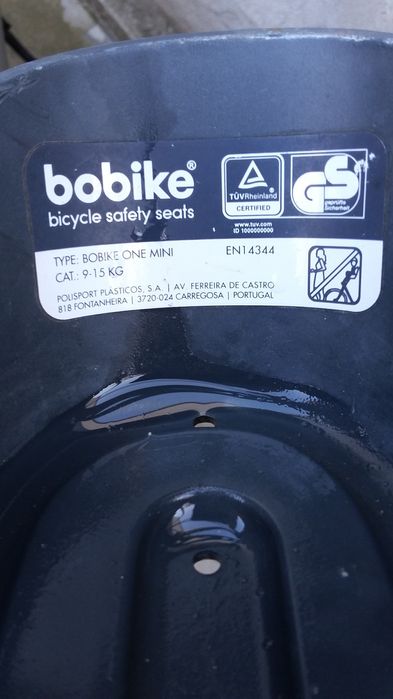 bobike®
bicycle safety seats
TÜVRheinland
CERTIFIED
www.tuv.com
ID 1000000000
GS
geprüfte
Sicherheit
TYPE: BOBIKE ONE MINI
EN14344
CAT.: 9-15 KG
POLISPORT PLASTICOS, S.A. | AV. FERREIRA DE CASTRO
818 FONTANHEIRA | 3720-024 CARREGOSA | PORTUGAL